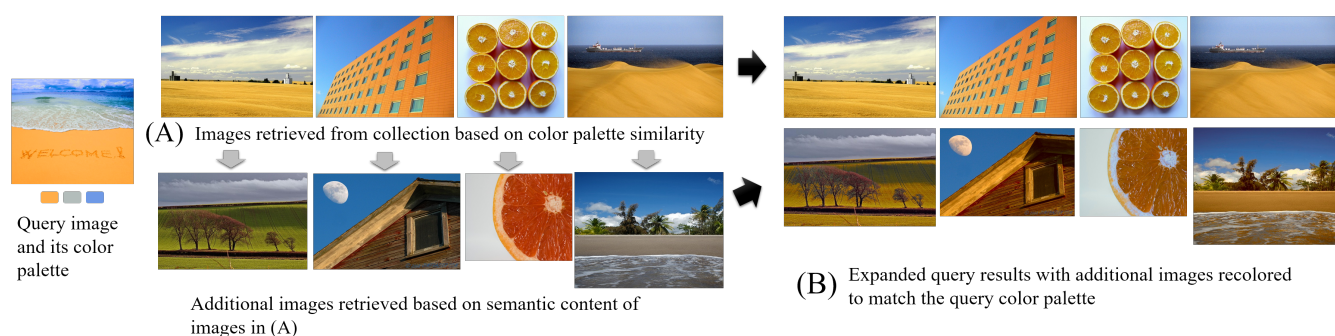 WELCOME!
Query image
and its color
palette
(A) Images retrieved from collection based on color palette similarity
Additional images retrieved based on semantic content of
images in (A)
(B) Expanded query results with additional images recolored
to match the query color palette